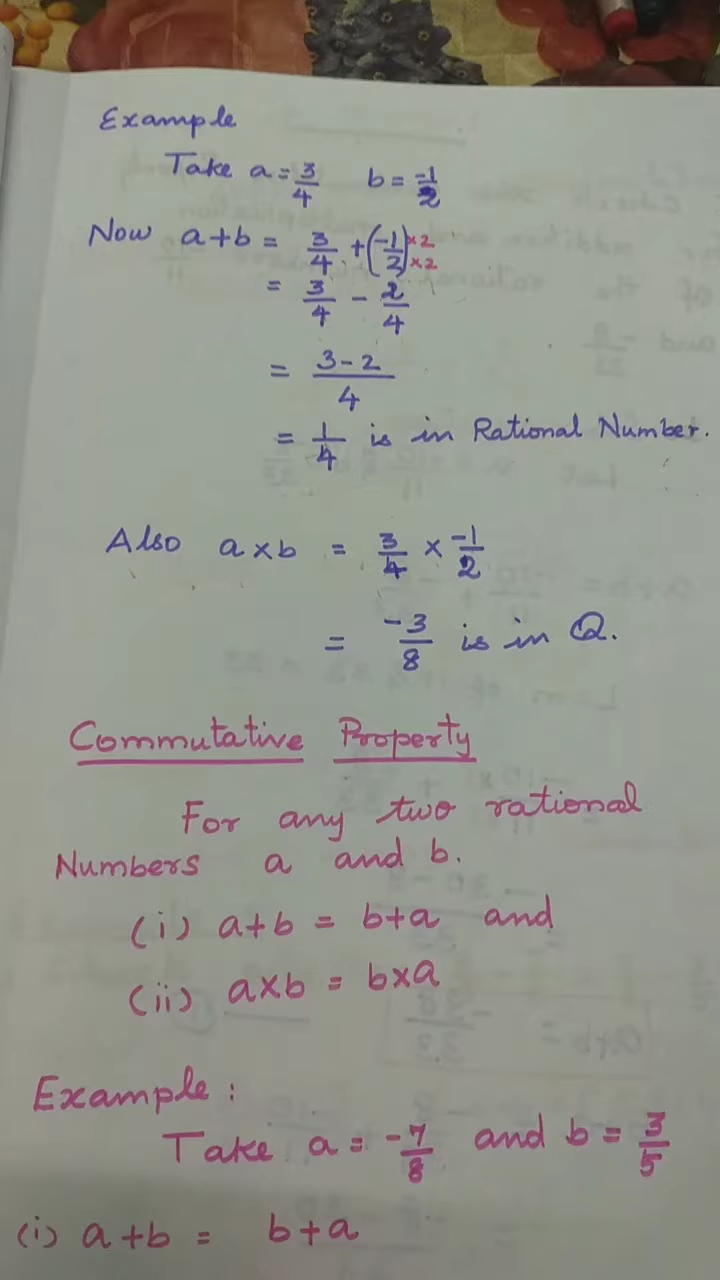 Example
Take a = 3/4 b = -1/2
Now a+b = 3/4 + (-1/2) ×2 ×2
= 3/4 - 2/4
= 3-2/4
= 1/4 is in Rational Number.
Also a×b = 3/4 × -1/2
= -3/8 is in Q.
Commutative Property
For any two rational
Numbers a and b.
(i) a+b = b+a and
(ii) a×b = b×a
Example:
Take a = -7/8 and b = 3/5
(i) a+b = b+a